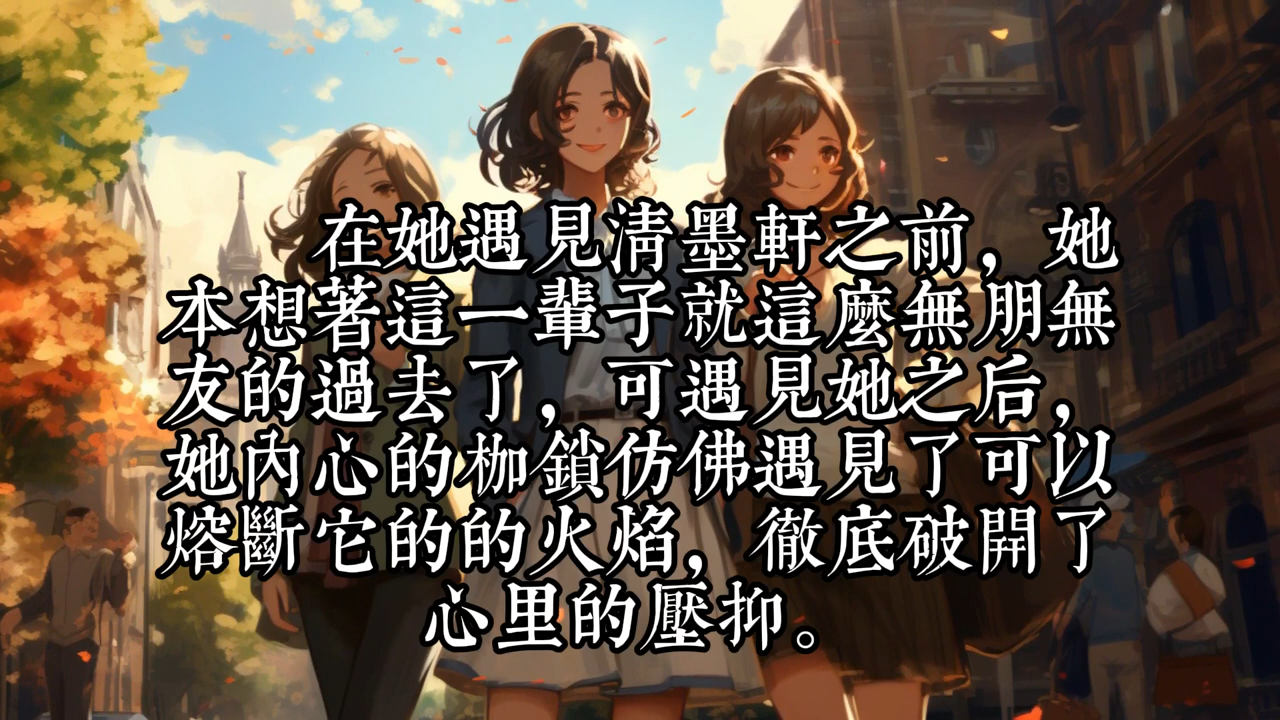 在她遇見清墨軒之前，她
本想著這一輩子就這麼無朋無
友的過去了，可遇見她之后，
她內心的枷鎖仿佛遇見了可以
熔斷它的的火焰，徹底破開了
心里的壓抑。